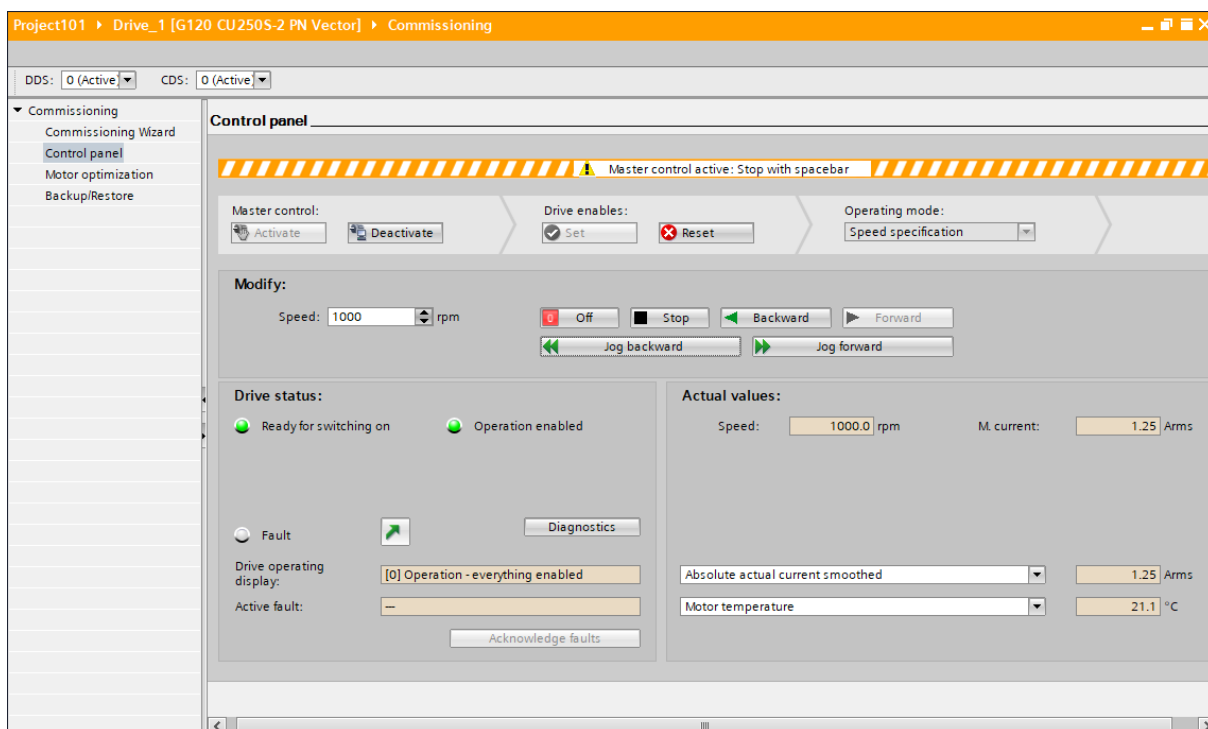 Project101 ▸ Drive_1 [G120 CU250S-2 PN Vector] ▸ Commissioning
DDS: 0 (Active) CDS: 0 (Active)
Commissioning
Commissioning Wizard
Control panel
Motor optimization
Backup/Restore
Control panel
Master control active: Stop with spacebar
Master control: Drive enables: Operating mode:
Activate Deactivate Set Reset Speed specification
Modify:
Speed: 1000 rpm 0 Off Stop Backward Forward
Jog backward Jog forward
Drive status: Actual values:
Ready for switching on Operation enabled Speed: 1000.0 rpm M. current: 1.25 Arms
Fault Diagnostics
Drive operating display: [0] Operation - everything enabled Absolute actual current smoothed 1.25 Arms
Active fault: --- Motor temperature 21.1 °C
Acknowledge faults